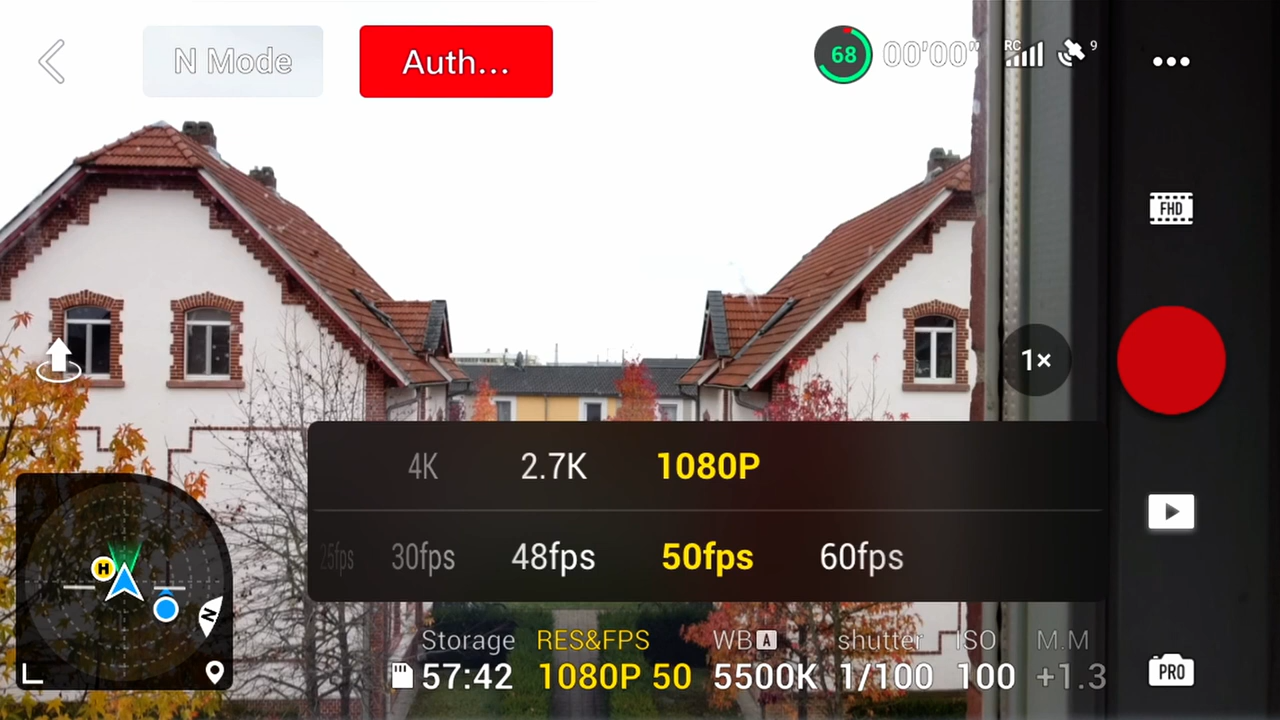 N Mode
Auth...
68
00'00"
RC
9
FHD
1×
4K
2.7K
1080P
25fps
30fps
48fps
50fps
60fps
H
N
Storage
RES&FPS
WB A
shutter
ISO
M.M
57:42
1080P 50
5500K
1/100
100
+1.3
PRO